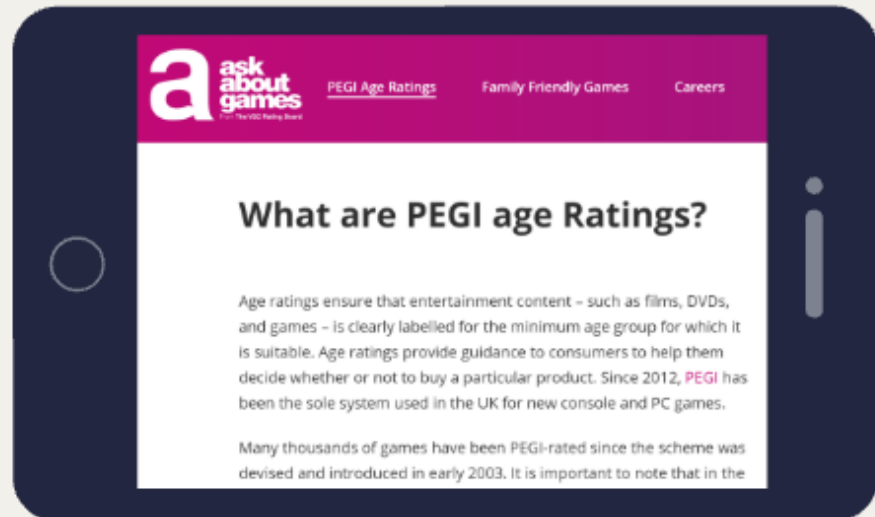 ask
about
games
From The VSC Rating Board
PEGI Age Ratings
Family Friendly Games
Careers
What are PEGI age Ratings?
Age ratings ensure that entertainment content – such as films, DVDs,
and games – is clearly labelled for the minimum age group for which it
is suitable. Age ratings provide guidance to consumers to help them
decide whether or not to buy a particular product. Since 2012, PEGI has
been the sole system used in the UK for new console and PC games.
Many thousands of games have been PEGI-rated since the scheme was
devised and introduced in early 2003. It is important to note that in the